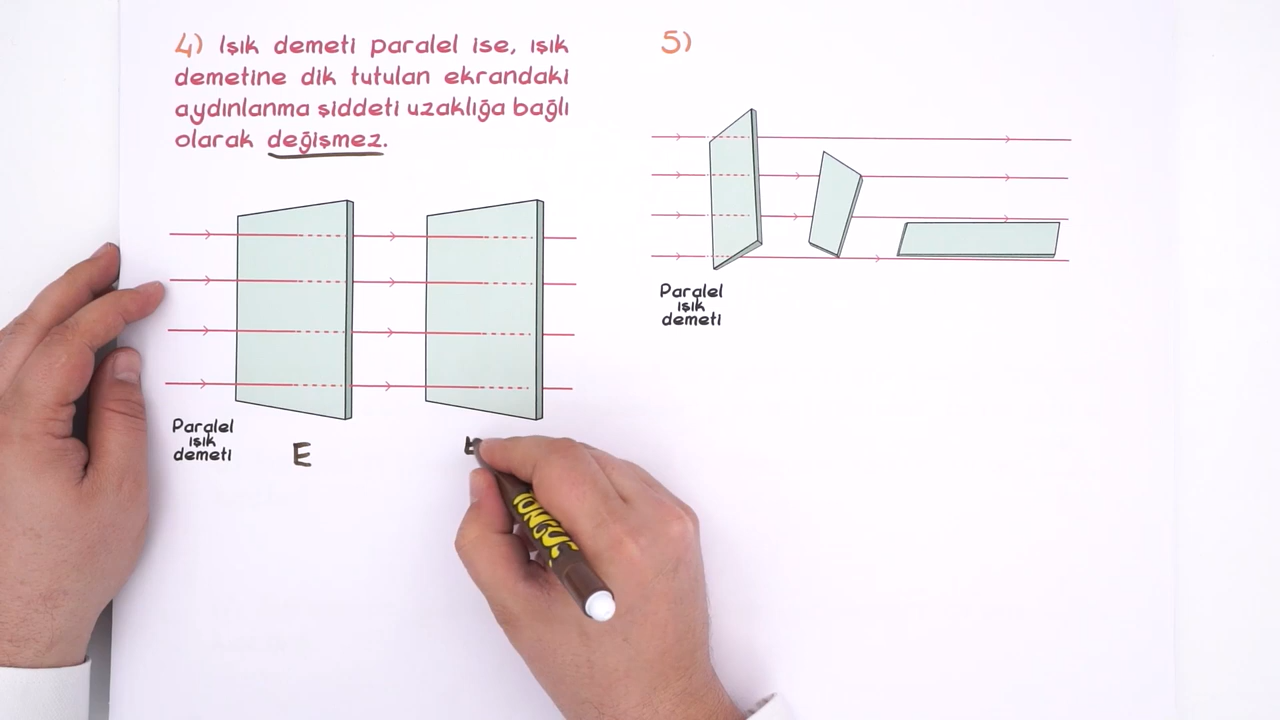 4) Işık demeti paralel ise, ışık
demetine dik tutulan ekrandaki
aydınlanma şiddeti uzaklığa bağlı
olarak değişmez.
Paralel
ışık
demeti
E
E
TONGUÇ
5)
Paralel
ışık
demeti